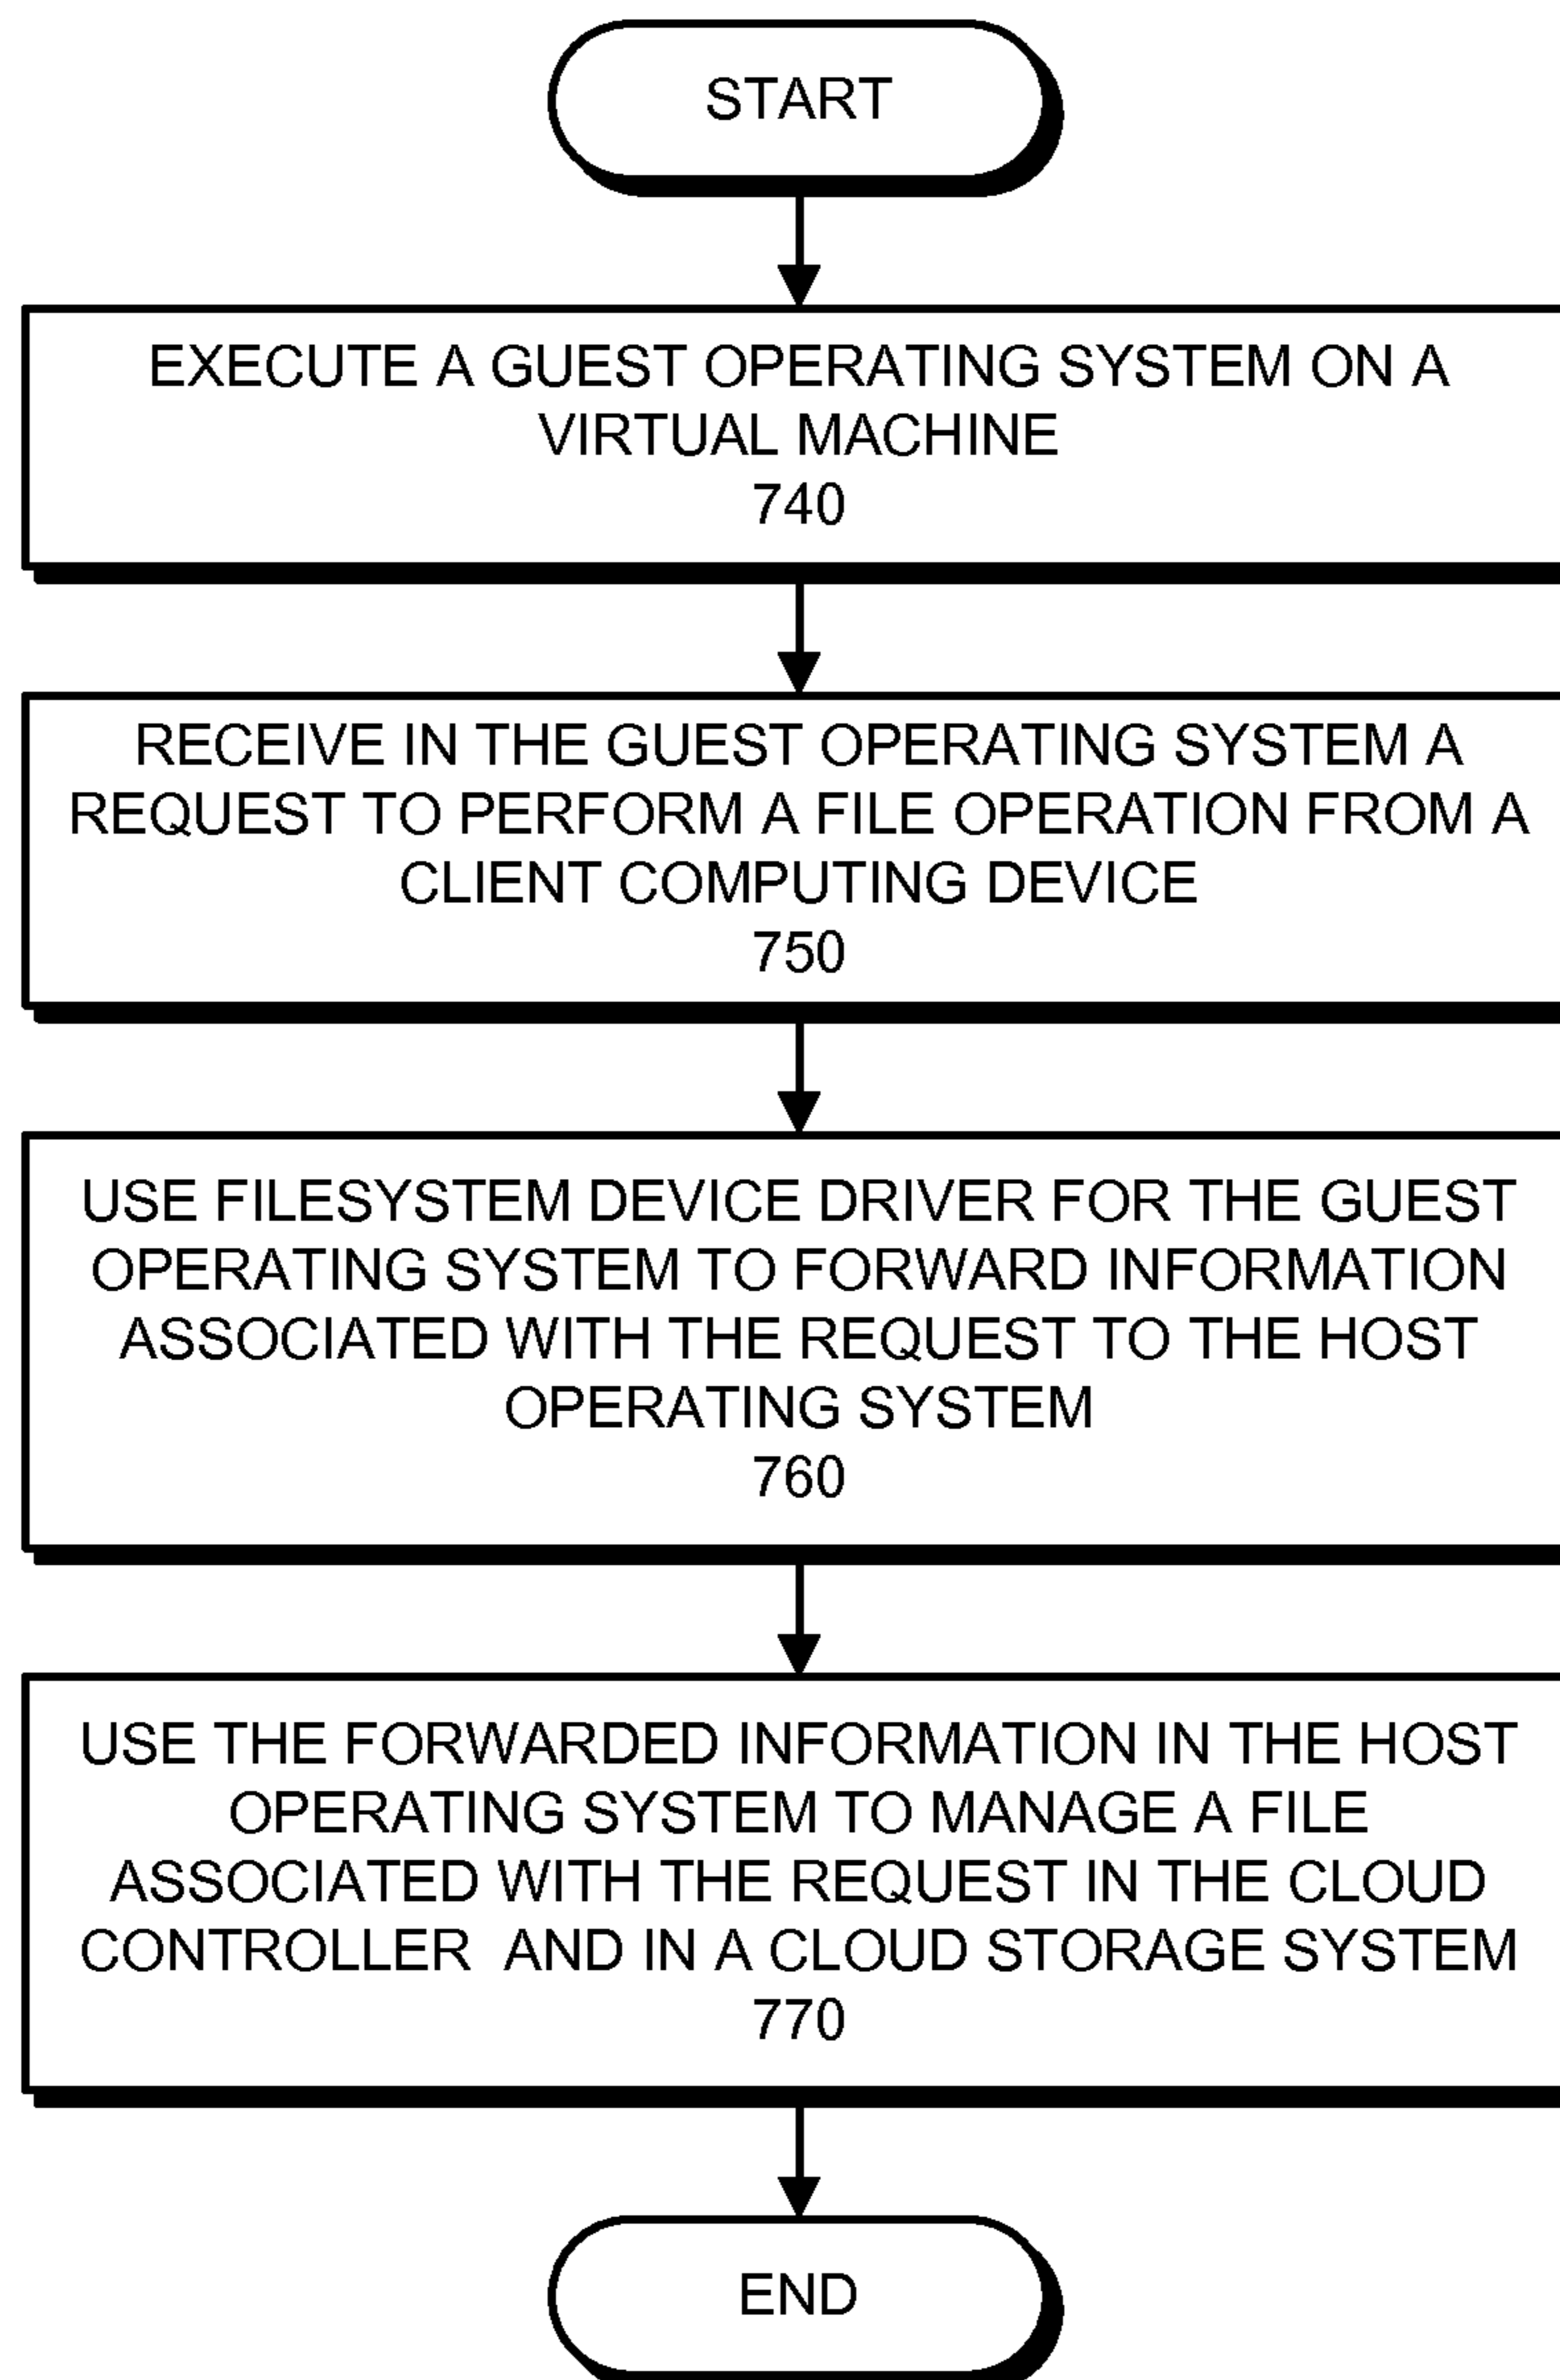 START
EXECUTE A GUEST OPERATING SYSTEM ON A
VIRTUAL MACHINE
740
RECEIVE IN THE GUEST OPERATING SYSTEM A
REQUEST TO PERFORM A FILE OPERATION FROM A
CLIENT COMPUTING DEVICE
750
USE FILESYSTEM DEVICE DRIVER FOR THE GUEST
OPERATING SYSTEM TO FORWARD INFORMATION
ASSOCIATED WITH THE REQUEST TO THE HOST
OPERATING SYSTEM
760
USE THE FORWARDED INFORMATION IN THE HOST
OPERATING SYSTEM TO MANAGE A FILE
ASSOCIATED WITH THE REQUEST IN THE CLOUD
CONTROLLER  AND IN A CLOUD STORAGE SYSTEM
770
END